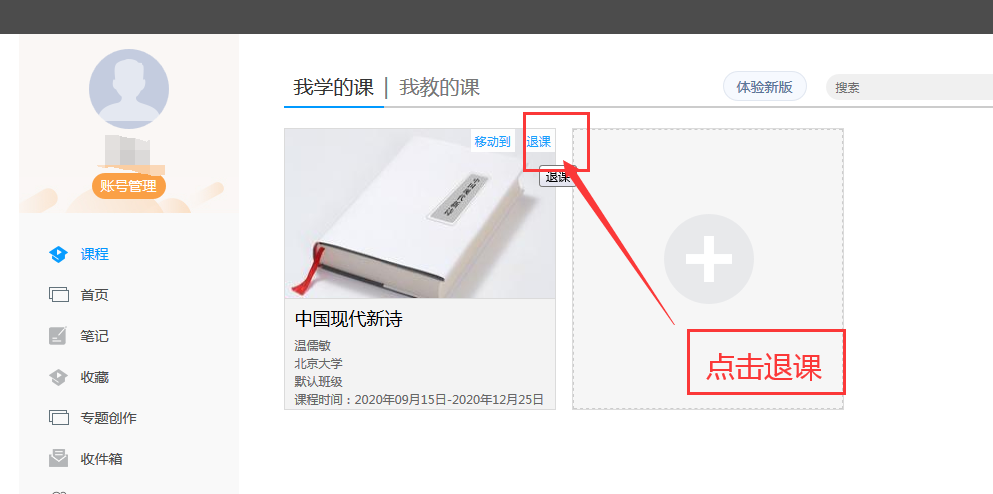 账号管理
课程
首页
笔记
收藏
专题创作
收件箱
我学的课 | 我教的课
体验新版
搜索
移动到 退课
退课
中国现代新诗
温儒敏
北京大学
默认班级
课程时间：2020年09月15日-2020年12月25日
点击退课